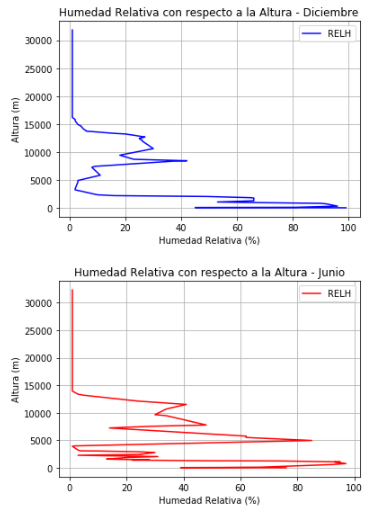 Humedad Relativa con respecto a la Altura - Diciembre
RELH
30000
25000
20000
15000
10000
5000
0
Altura (m)
0 20 40 60 80 100
Humedad Relativa (%)
Humedad Relativa con respecto a la Altura - Junio
RELH
30000
25000
20000
15000
10000
5000
0
Altura (m)
0 20 40 60 80 100
Humedad Relativa (%)